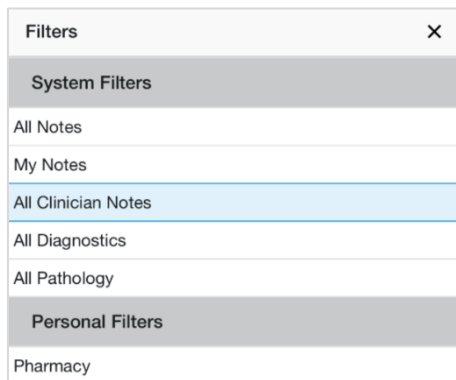 Filters
System Filters
All Notes
My Notes
All Clinician Notes
All Diagnostics
All Pathology
Personal Filters
Pharmacy